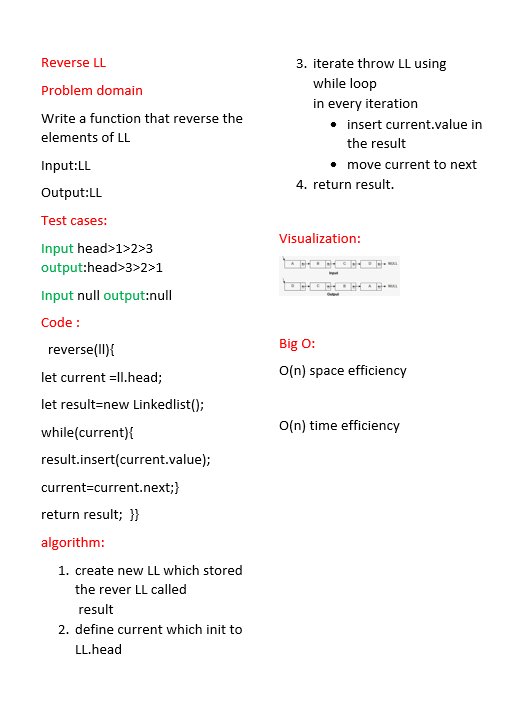 Reverse LL
Problem domain
Write a function that reverse the
elements of LL
Input:LL
Output:LL
Test cases:
Input head>1>2>3
output:head>3>2>1
Input null output:null
Code :
reverse(ll){
let current =ll.head;
let result=new Linkedlist();
while(current){
result.insert(current.value);
current=current.next;}
return result;  }}
algorithm:
1. create new LL which stored
the rever LL called
result
2. define current which init to
LL.head
3. iterate throw LL using
while loop
in every iteration
• insert current.value in
the result
• move current to next
4. return result.
Visualization:
A B C D NULL
Input
D C B A NULL
Output
Big O:
O(n) space efficiency
O(n) time efficiency